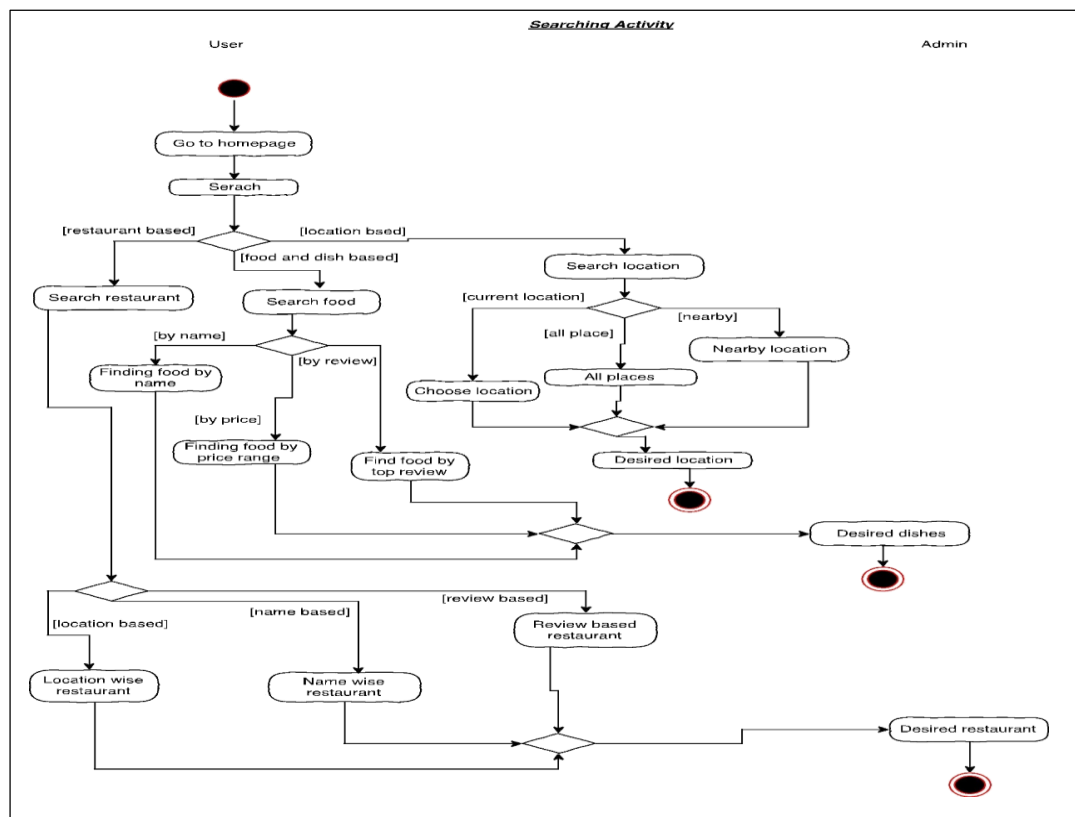 Searching Activity
User
Admin
Go to homepage
Serach
[restaurant based]
[location bsed]
[food and dish based]
Search location
Search restaurant
Search food
[current location]
[all place]
[nearby]
[by name]
[by review]
Nearby location
Finding food by
name
All places
Choose location
[by price]
Finding food by
price range
Find food by
top review
Desired location
Desired dishes
[location based]
[name based]
[review based]
Review based
restaurant
Location wise
restaurant
Name wise
restaurant
Desired restaurant